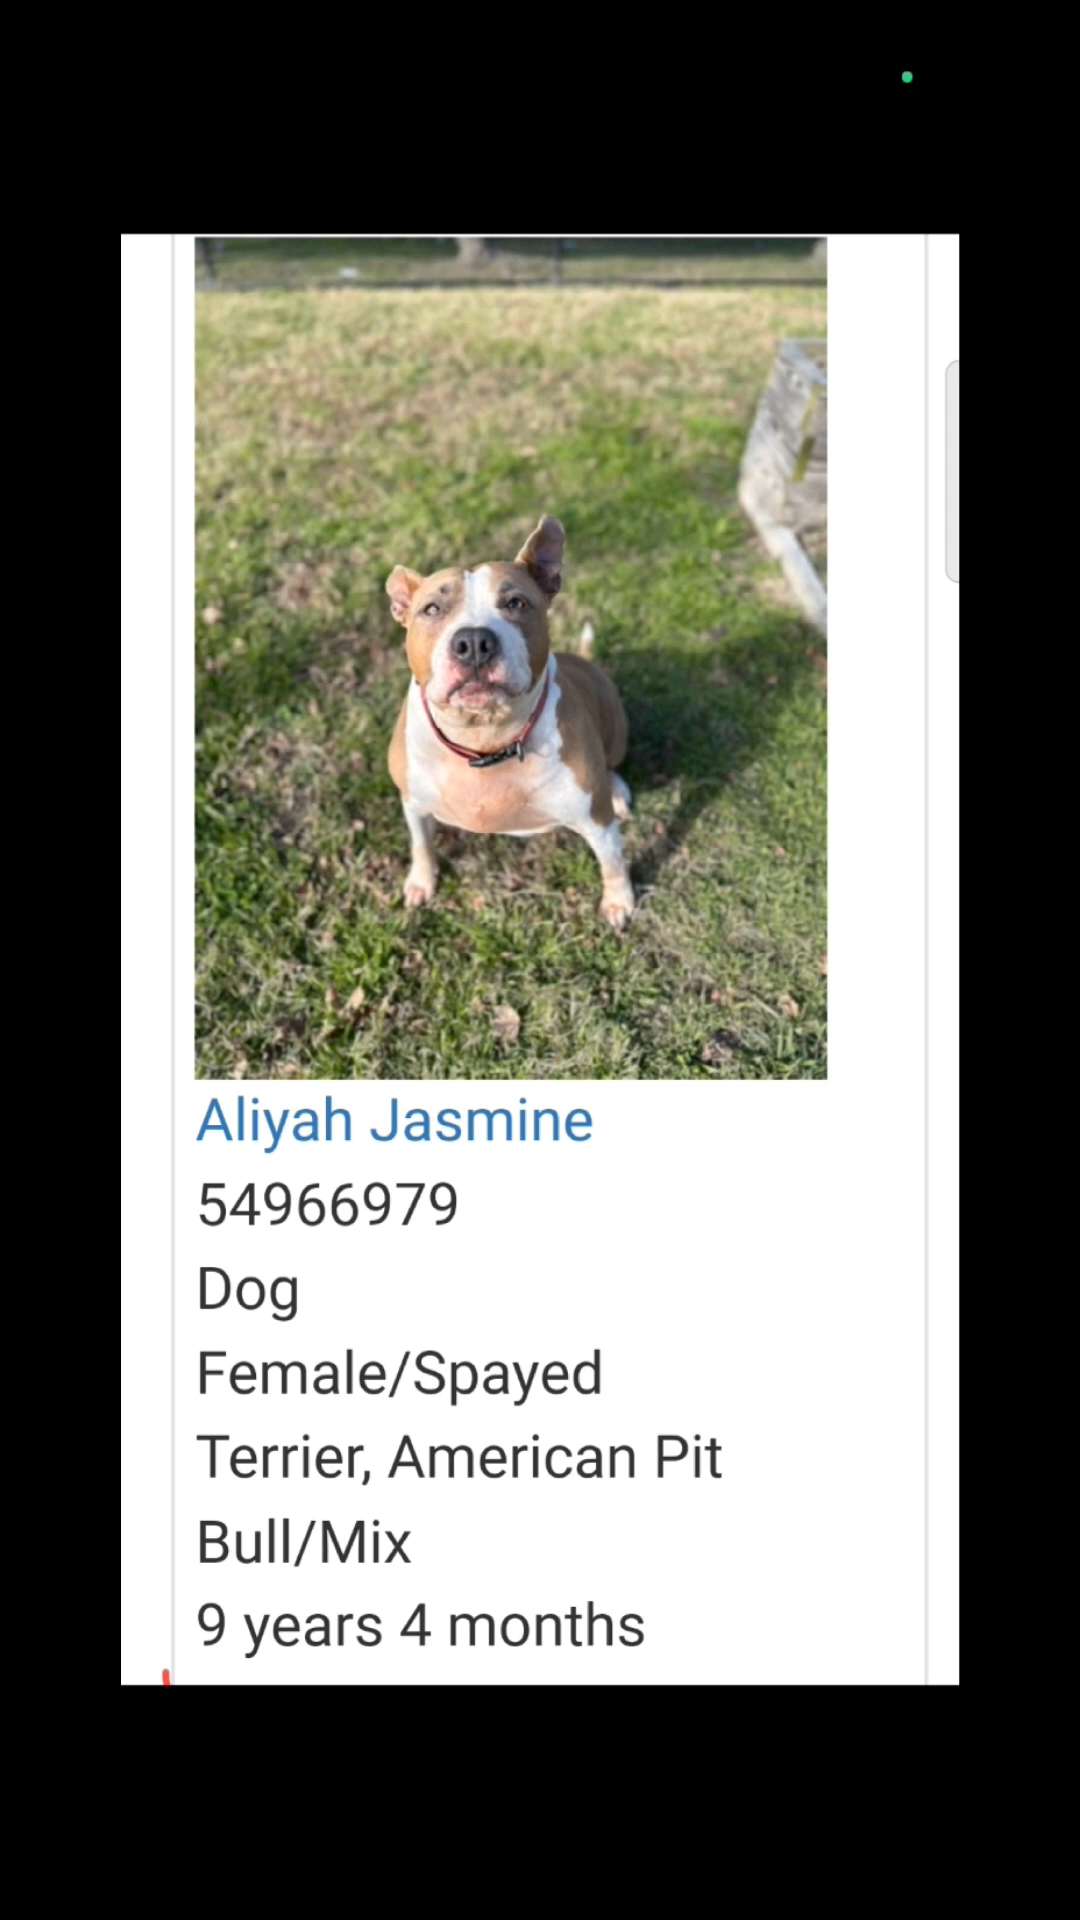 Aliyah Jasmine
54966979
Dog
Female/Spayed
Terrier, American Pit
Bull/Mix
9 years 4 months